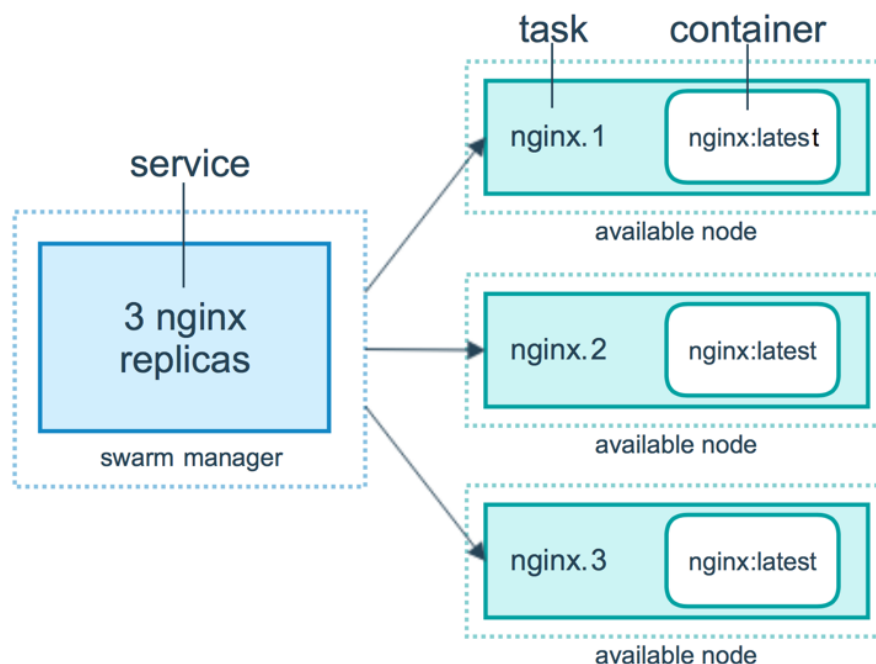 task
container
nginx.1
nginx:latest
available node
service
3 nginx
replicas
swarm manager
nginx.2
nginx:latest
available node
nginx.3
nginx:latest
available node